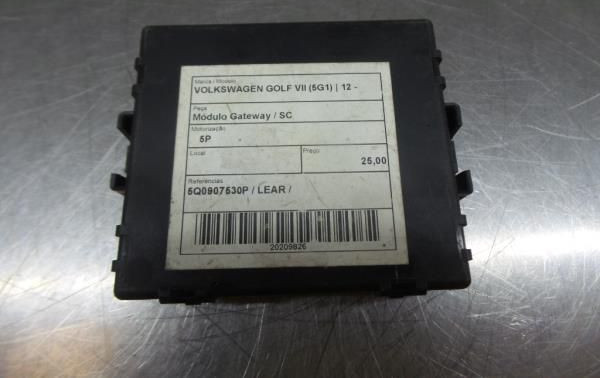 Marca / Modelo
VOLKSWAGEN GOLF VII (5G1) | 12 -
Peça
Módulo Gateway / SC
Motorização
5P
Local
Preço
25,00
Referências
5Q0907530P / LEAR /
20209826